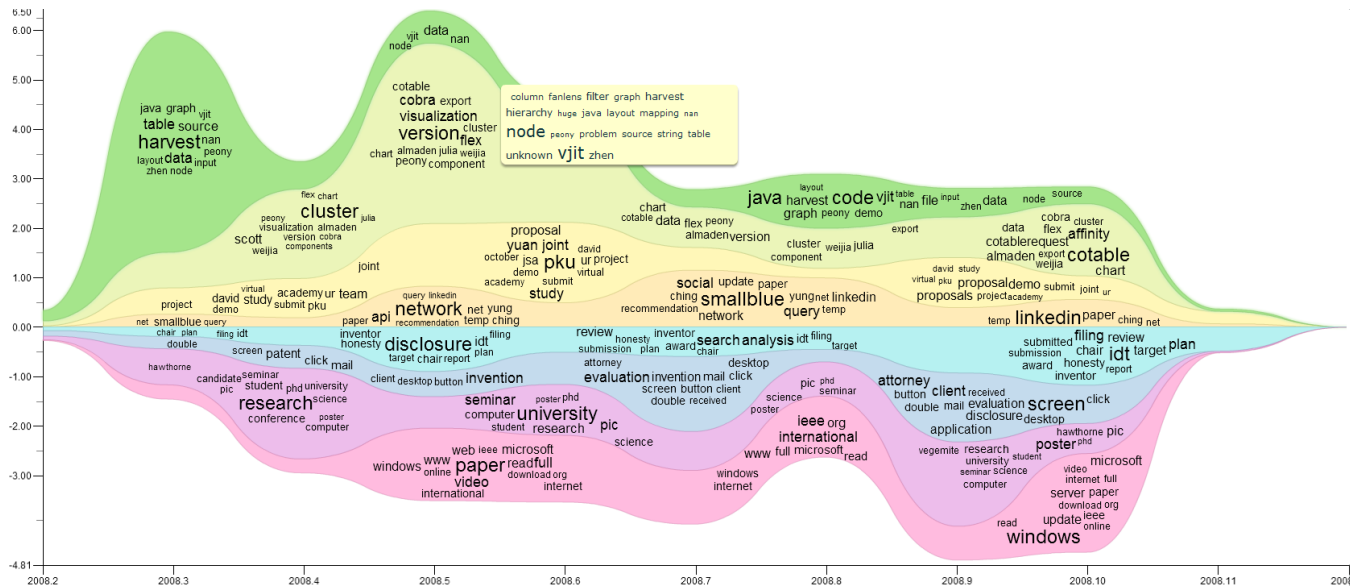 6.50
6.00
5.00
4.00
3.00
2.00
1.00
0.00
-1.00
-2.00
-3.00
-4.81
java graph vjit
table source
harvest nan
peony
layout data input
zhen node
vjit data
node nan
cotable
cobra export
visualization
version cluster
flex
chart almaden julia weijia
peony component
column fanlens filter graph harvest
hierarchy huge java layout mapping nan
node peony problem source string table
unknown vjit zhen
flex chart
cluster julia
peony
visualization almaden
scott version cobra
weijia components
chart
cotable data flex peony
almaden version
layout
java harvest code vjit table
nan file input
zhen data
graph peony demo
node source
export
cluster weijia julia
component
cobra cluster
data flex affinity
cotable request
almaden export cotable
weijia
chart
joint
virtual
project david study academy ur team
demo submit pku
proposal
yuan joint
october jsa pku david
ur project
demo virtual
academy submit
study
david study
virtual pku proposal demo submit joint ur
proposals project academy
net smallblue query
query linkedin
network net yung
paper api recommendation temp ching
social update paper
ching smallblue yung net linkedin
recommendation query temp
network
temp linkedin paper ching net
chair plan filing idt
double
inventor
honesty disclosure idt filing
plan
target chair report
review honesty
submission plan
inventor search analysis idt filing
award chair target
submitted filing review
submission chair idt target plan
award honesty
inventor report
screen patent click
mail
client desktop button invention
attorney desktop
evaluation invention mail click
screen button client
double received
attorney client received
button
double mail evaluation screen click
disclosure desktop
application
hawthorne
candidate seminar
pic student phd university
research science
conference poster
computer
seminar poster phd
computer university pic
student research
science
pic phd
science seminar
poster
hawthorne pic
poster phd
vegemite research
university student
seminar science
computer
web ieee microsoft
windows www paper read full
online download org
video internet
international
ieee org
international
www full microsoft read
windows
internet
microsoft
video
internet full
server paper
download org
read update ieee
online
windows
2008.2 2008.3 2008.4 2008.5 2008.6 2008.7 2008.8 2008.9 2008.10 2008.11